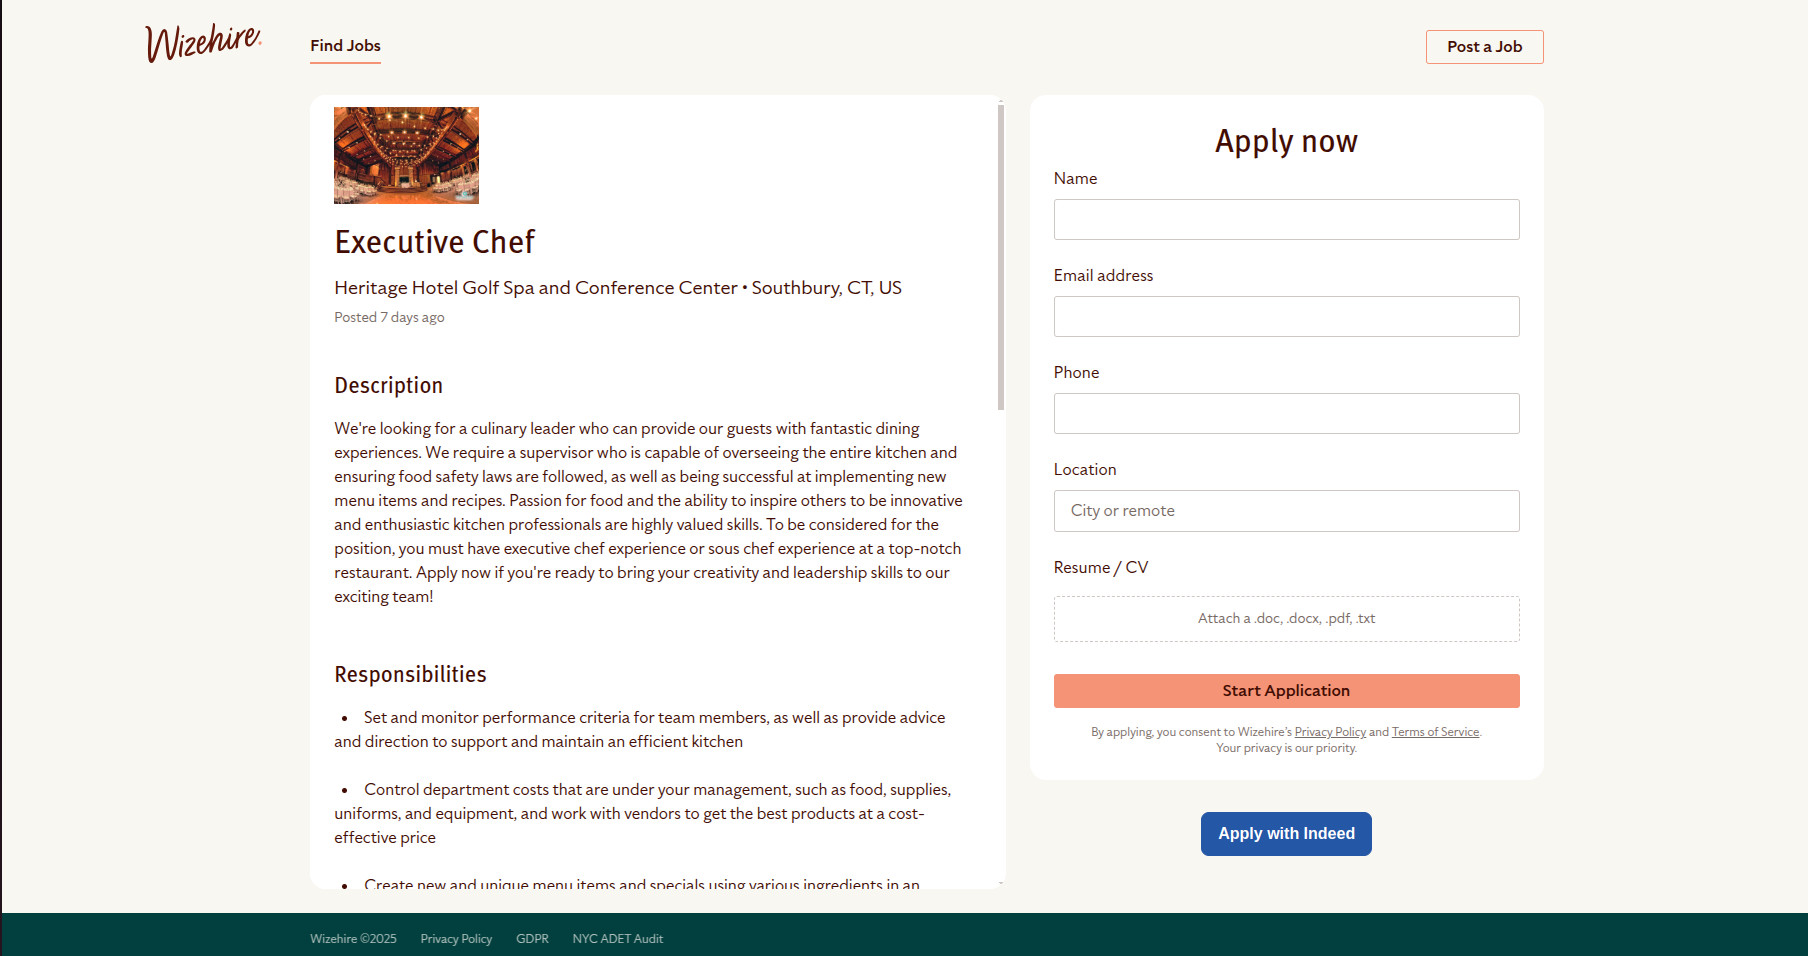 Wizehire
Find Jobs
Post a Job
Executive Chef
Heritage Hotel Golf Spa and Conference Center • Southbury, CT, US
Posted 7 days ago
Description
We're looking for a culinary leader who can provide our guests with fantastic dining
experiences. We require a supervisor who is capable of overseeing the entire kitchen and
ensuring food safety laws are followed, as well as being successful at implementing new
menu items and recipes. Passion for food and the ability to inspire others to be innovative
and enthusiastic kitchen professionals are highly valued skills. To be considered for the
position, you must have executive chef experience or sous chef experience at a top-notch
restaurant. Apply now if you're ready to bring your creativity and leadership skills to our
exciting team!
Responsibilities
• Set and monitor performance criteria for team members, as well as provide advice
and direction to support and maintain an efficient kitchen
• Control department costs that are under your management, such as food, supplies,
uniforms, and equipment, and work with vendors to get the best products at a cost-
effective price
• Create new and unique menu items and specials using various ingredients in an
Apply now
Name
Email address
Phone
Location
City or remote
Resume / CV
Attach a .doc, .docx, .pdf, .txt
Start Application
By applying, you consent to Wizehire's Privacy Policy and Terms of Service.
Your privacy is our priority.
Apply with Indeed
Wizehire ©2025 Privacy Policy GDPR NYC ADET Audit